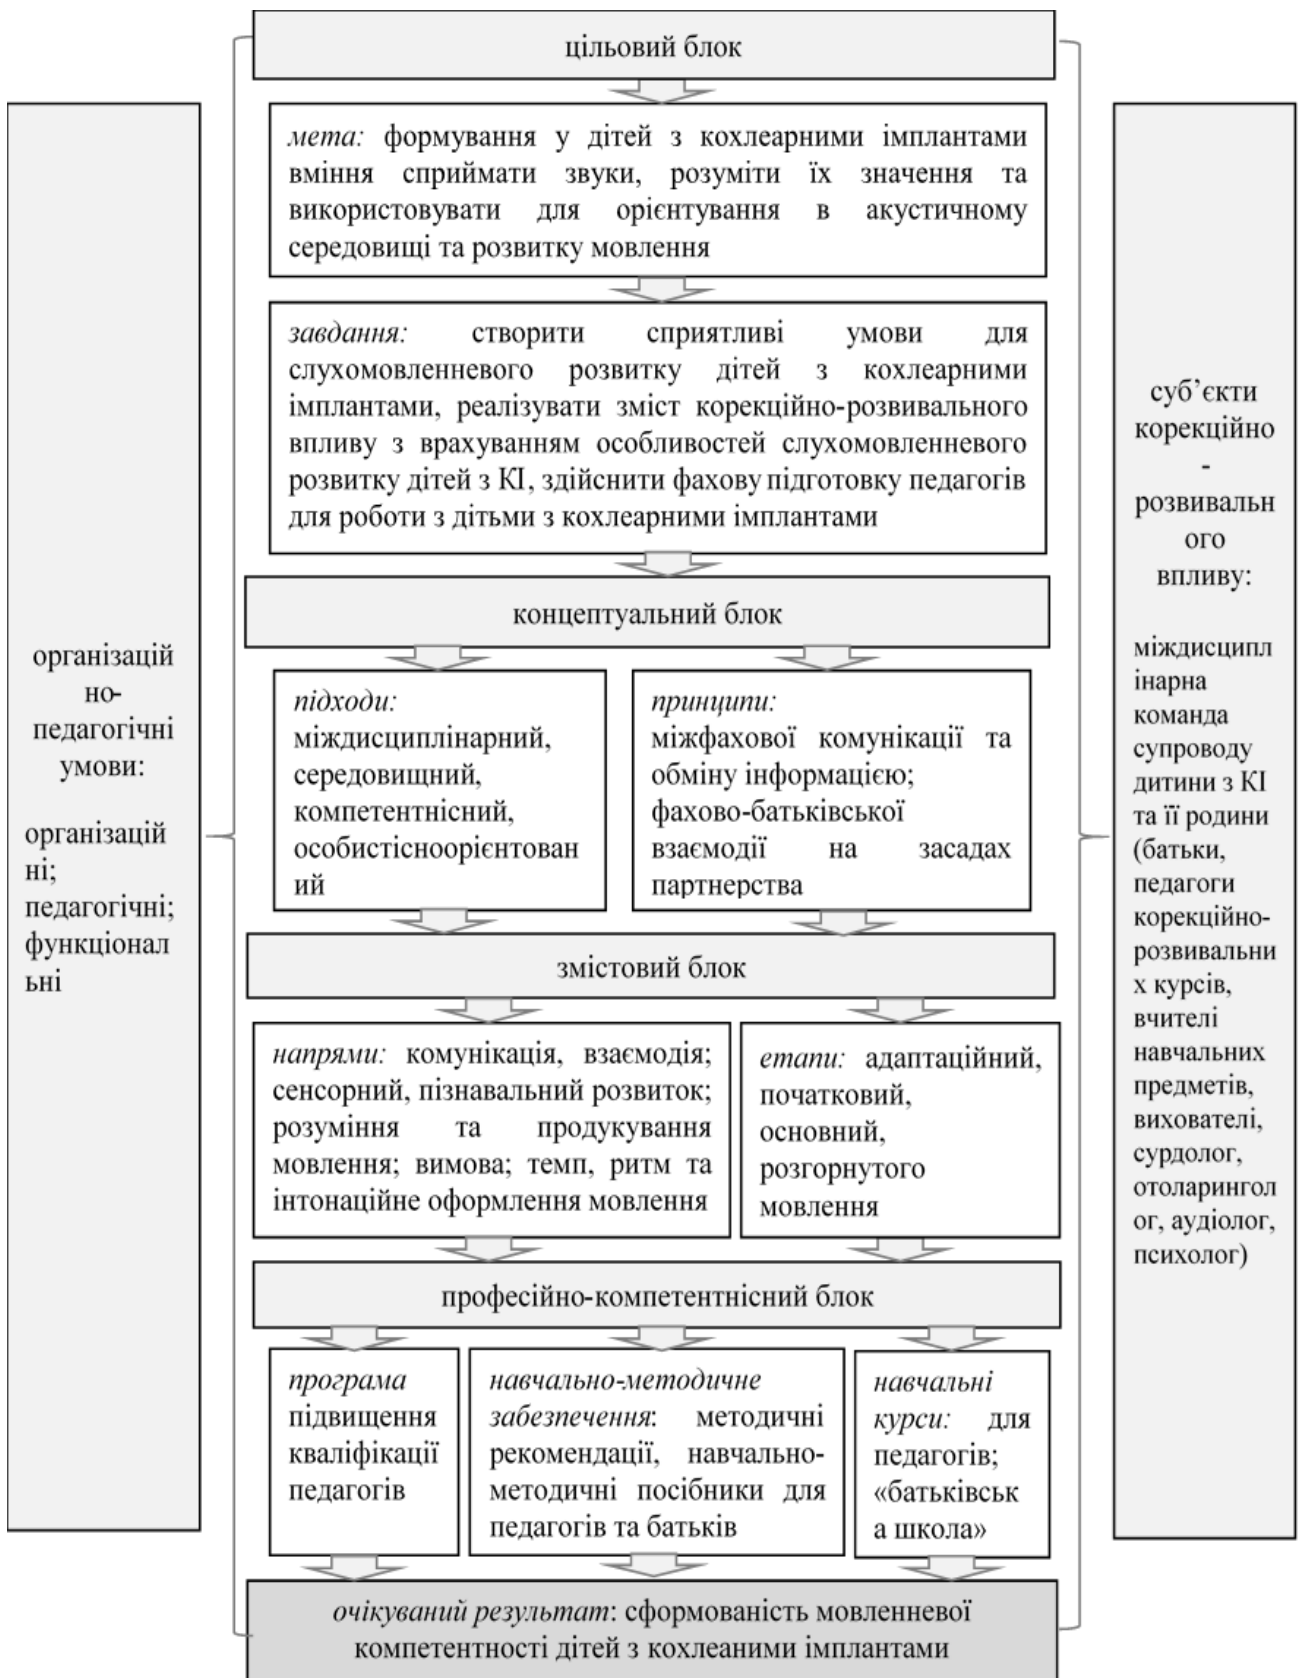 цільовий блок
мета: формування у дітей з кохлеарними імплантами
вміння сприймати звуки, розуміти їх значення та
використовувати для орієнтування в акустичному
середовищі та розвитку мовлення
завдання: створити сприятливі умови для
слухомовленнєвого розвитку дітей з кохлеарними
імплантами, реалізувати зміст корекційно-розвивального
впливу з врахуванням особливостей слухомовленнєвого
розвитку дітей з КІ, здійснити фахову підготовку педагогів
для роботи з дітьми з кохлеарними імплантами
концептуальний блок
підходи:
міждисциплінарний,
середовищний,
компетентнісний,
особистісноорієнтован
ий
принципи:
міжфахової комунікації та
обміну інформацією;
фахово-батьківської
взаємодії на засадах
партнерства
змістовий блок
напрями: комунікація, взаємодія;
сенсорний, пізнавальний розвиток;
розуміння та продукування
мовлення; вимова; темп, ритм та
інтонаційне оформлення мовлення
етапи: адаптаційний,
початковий,
основний,
розгорнутого
мовлення
професійно-компетентнісний блок
програма
підвищення
кваліфікації
педагогів
навчально-методичне
забезпечення: методичні
рекомендації, навчально-
методичні посібники для
педагогів та батьків
навчальні
курси: для
педагогів;
«батьківськ
а школа»
очікуваний результат: сформованість мовленнєвої
компетентності дітей з кохлеаними імплантами
організацій
но-
педагогічні
умови:
організацій
ні;
педагогічні;
функціонал
ьні
суб’єкти
корекційно
-
розвивальн
ого
впливу:
міждисципл
інарна
команда
супроводу
дитини з КІ
та її родини
(батьки,
педагоги
корекційно-
розвивальни
х курсів,
вчителі
навчальних
предметів,
вихователі,
сурдолог,
отоларингол
ог, аудіолог,
психолог)